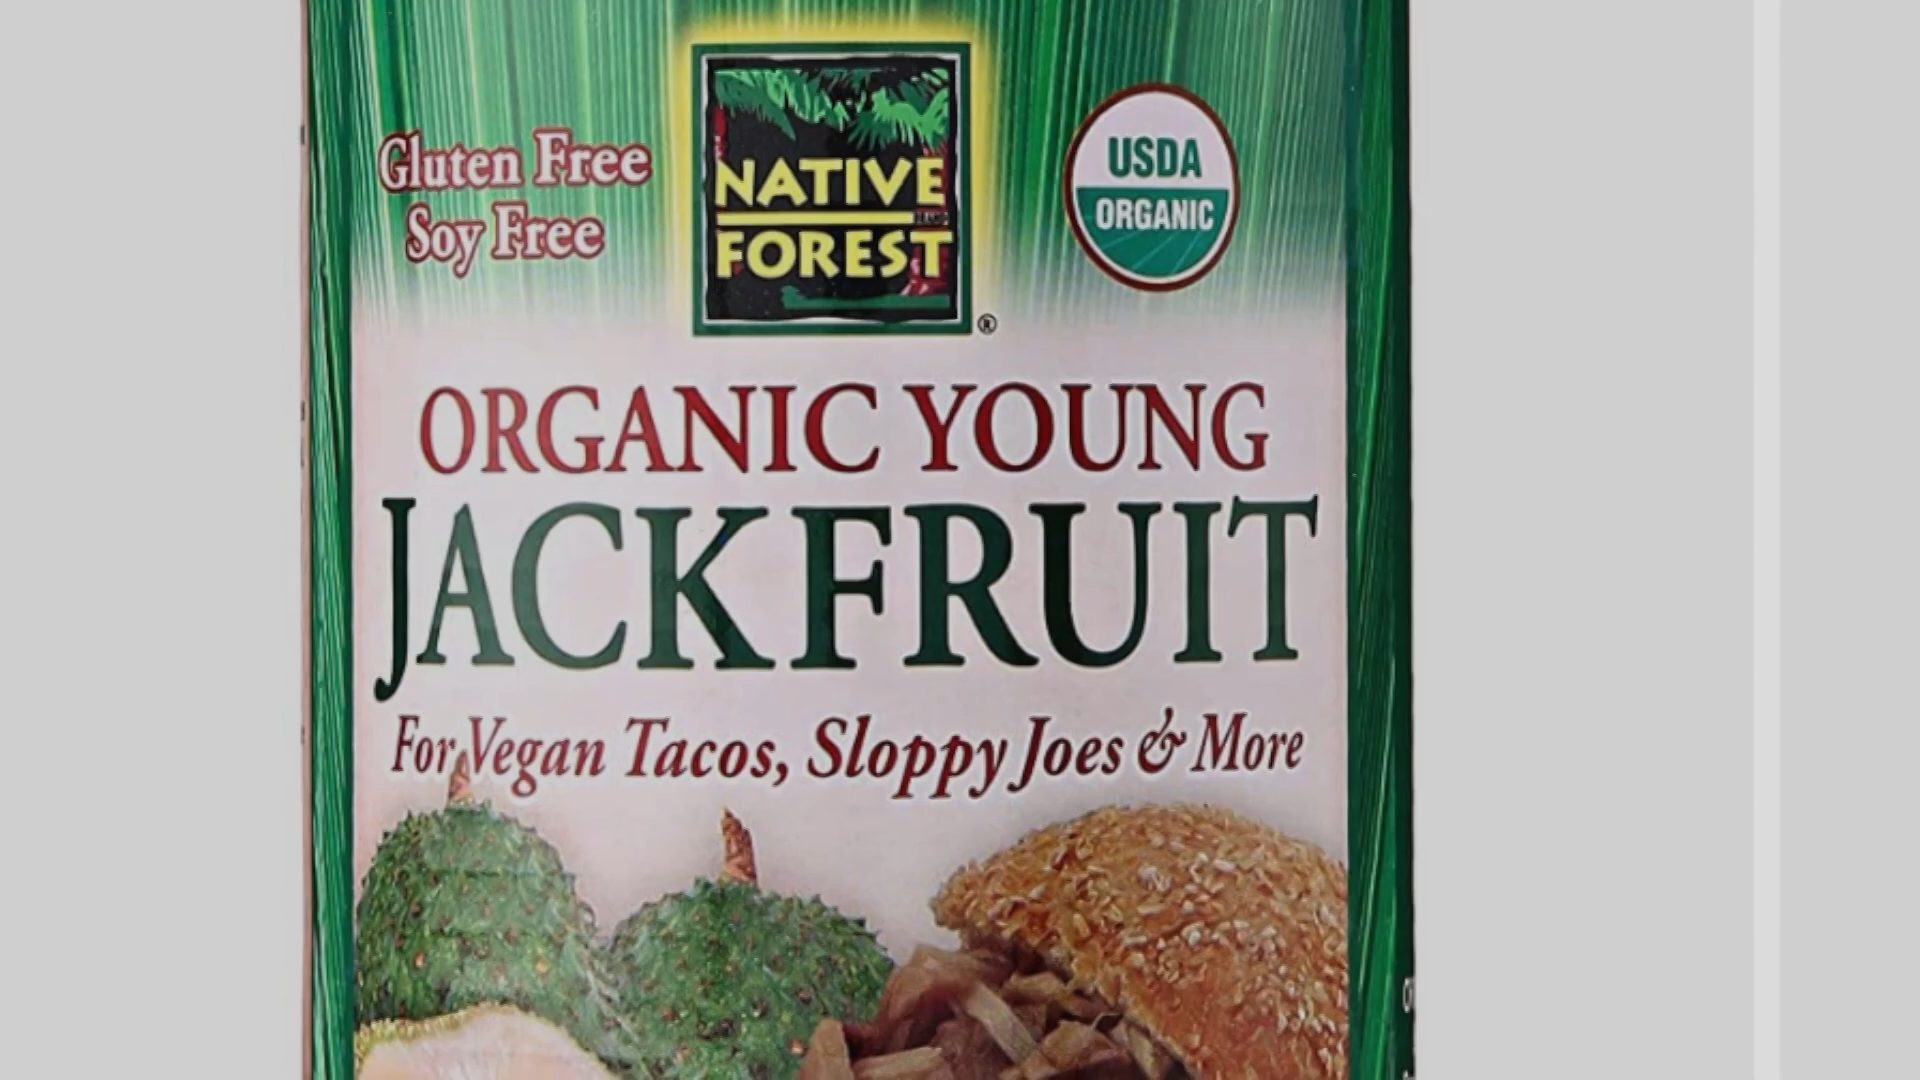 Gluten Free
Soy Free
NATIVE
FOREST
®
USDA
ORGANIC
ORGANIC YOUNG
JACKFRUIT
For Vegan Tacos, Sloppy Joes & More